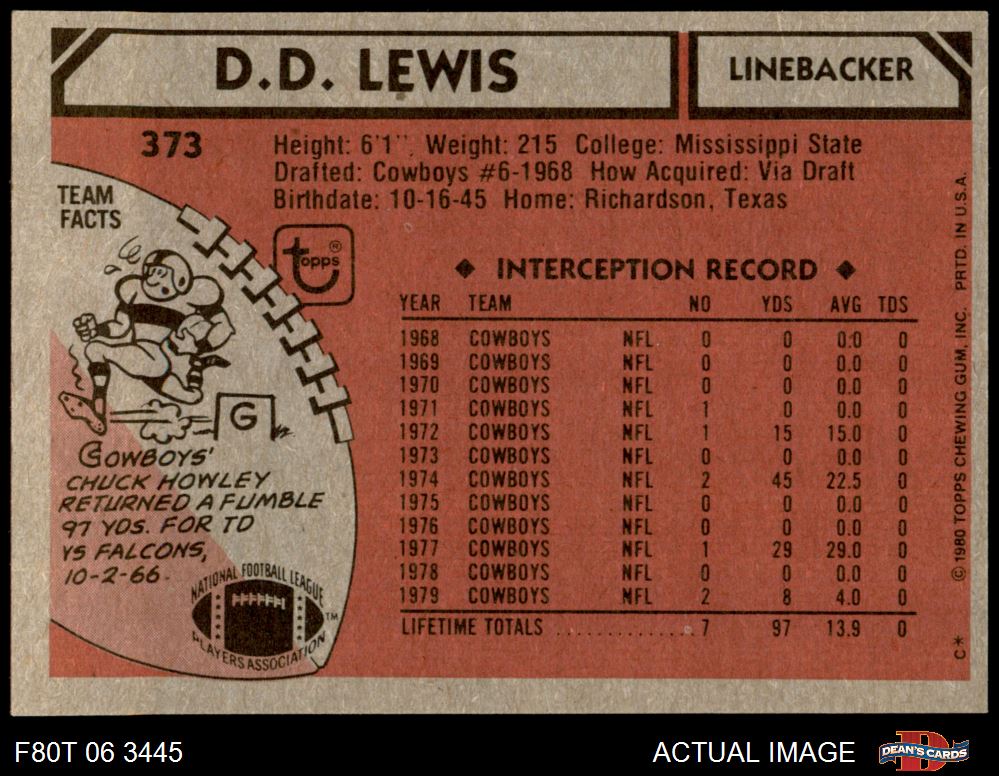 D.D. LEWIS
LINEBACKER
373
Height: 6'1". Weight: 215 College: Mississippi State
Drafted: Cowboys #6-1968 How Acquired: Via Draft
Birthdate: 10-16-45 Home: Richardson, Texas
TEAM
FACTS
topps®
◆ INTERCEPTION RECORD ◆
YEAR TEAM NO YDS AVG TDS
1968 COWBOYS NFL 0 0 0.0 0
1969 COWBOYS NFL 0 0 0.0 0
1970 COWBOYS NFL 0 0 0.0 0
1971 COWBOYS NFL 1 0 0.0 0
1972 COWBOYS NFL 1 15 15.0 0
1973 COWBOYS NFL 0 0 0.0 0
1974 COWBOYS NFL 2 45 22.5 0
1975 COWBOYS NFL 0 0 0.0 0
1976 COWBOYS NFL 0 0 0.0 0
1977 COWBOYS NFL 1 29 29.0 0
1978 COWBOYS NFL 0 0 0.0 0
1979 COWBOYS NFL 2 8 4.0 0
LIFETIME TOTALS .............. 7 97 13.9 0
G
COWBOYS'
CHUCK HOWLEY
RETURNED A FUMBLE
97 YDS. FOR TD
VS FALCONS,
10-2-66.
NATIONAL FOOTBALL LEAGUE
PLAYERS ASSOCIATION
TM
© 1980 TOPPS CHEWING GUM, INC. PRTD. IN U.S.A.
C*
F80T 06 3445
ACTUAL IMAGE
D
DEAN'S CARDS